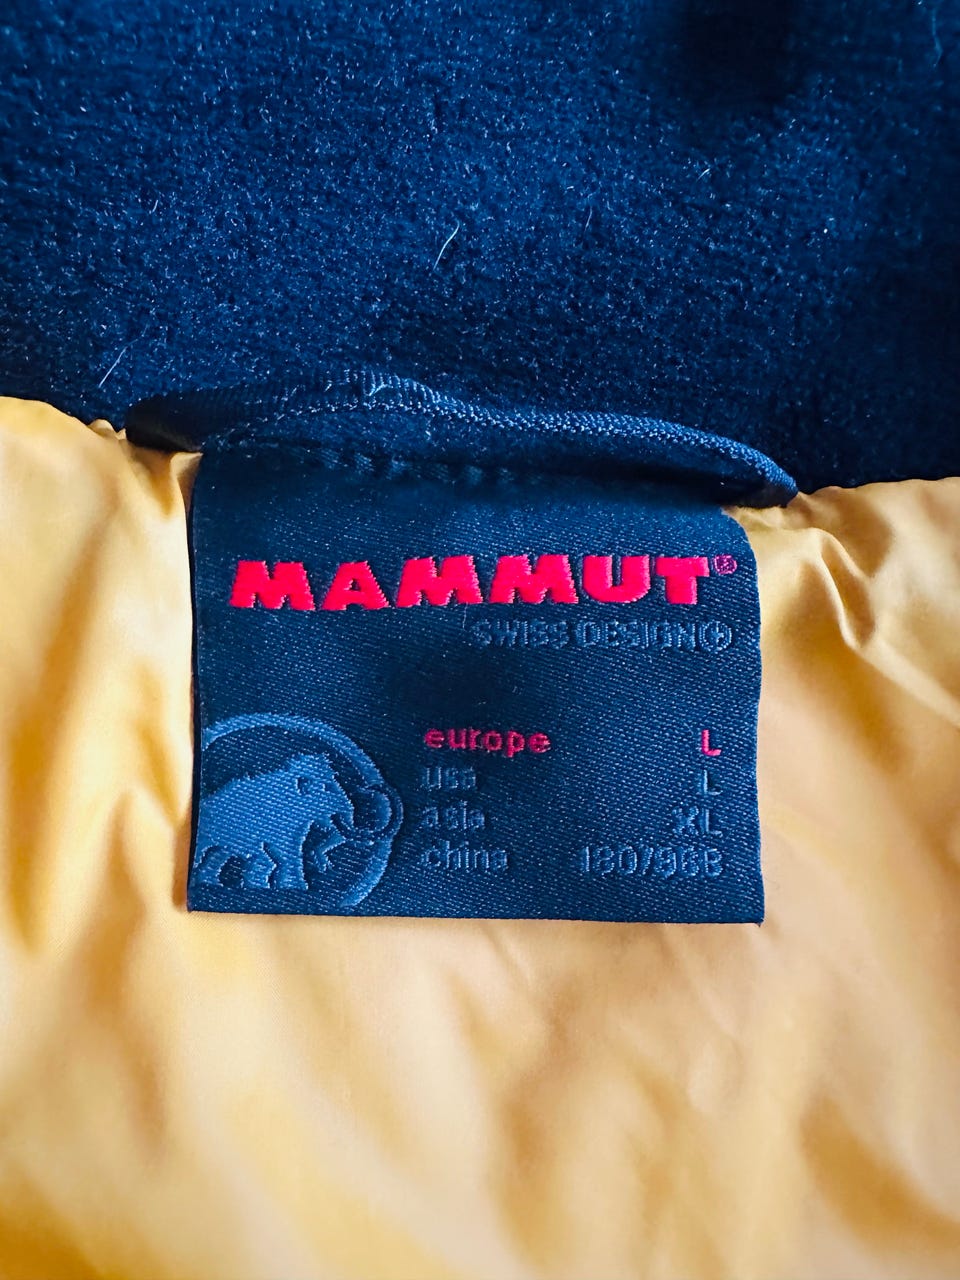 MAMMUT®
SWISS DESIGN
europe L
usa L
asia XL
china 180/96B